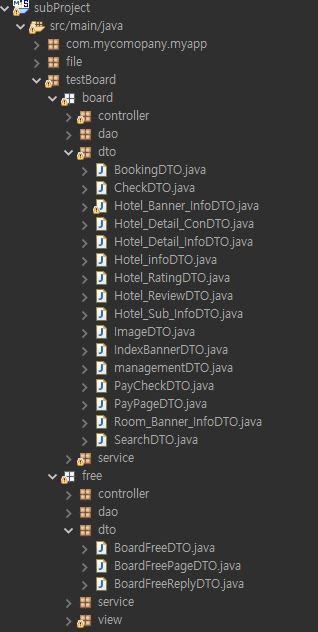 subProject
src/main/java
com.mycomopany.myapp
file
testBoard
board
controller
dao
dto
BookingDTO.java
CheckDTO.java
Hotel_Banner_InfoDTO.java
Hotel_Detail_ConDTO.java
Hotel_Detail_InfoDTO.java
Hotel_infoDTO.java
Hotel_RatingDTO.java
Hotel_ReviewDTO.java
Hotel_Sub_InfoDTO.java
ImageDTO.java
IndexBannerDTO.java
managementDTO.java
PayCheckDTO.java
PayPageDTO.java
Room_Banner_InfoDTO.java
SearchDTO.java
service
free
controller
dao
dto
BoardFreeDTO.java
BoardFreePageDTO.java
BoardFreeReplyDTO.java
service
view